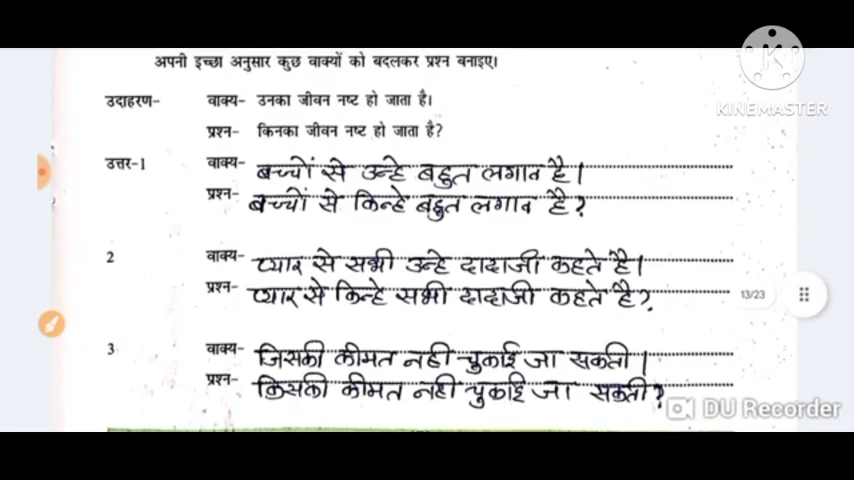 अपनी इच्छा अनुसार कुछ वाक्यों को बदलकर प्रश्न बनाइए।
उदाहरण- वाक्य- उनका जीवन नष्ट हो जाता है।
प्रश्न- किनका जीवन नष्ट हो जाता है?
उत्तर-1 वाक्य- बच्चों से उन्हे बहुत लगाव है।
प्रश्न- बच्चों से किन्हे बहुत लगाव है?
2 वाक्य- प्यार से सभी उन्हे दादाजी कहते है।
प्रश्न- प्यार से किन्हे सभी दादाजी कहते है?
3 वाक्य- जिसकी कीमत नही चुकाई जा सकती।
प्रश्न- किसकी कीमत नही चुकाई जा सकती?
13/23
KINEMASTER
DU Recorder